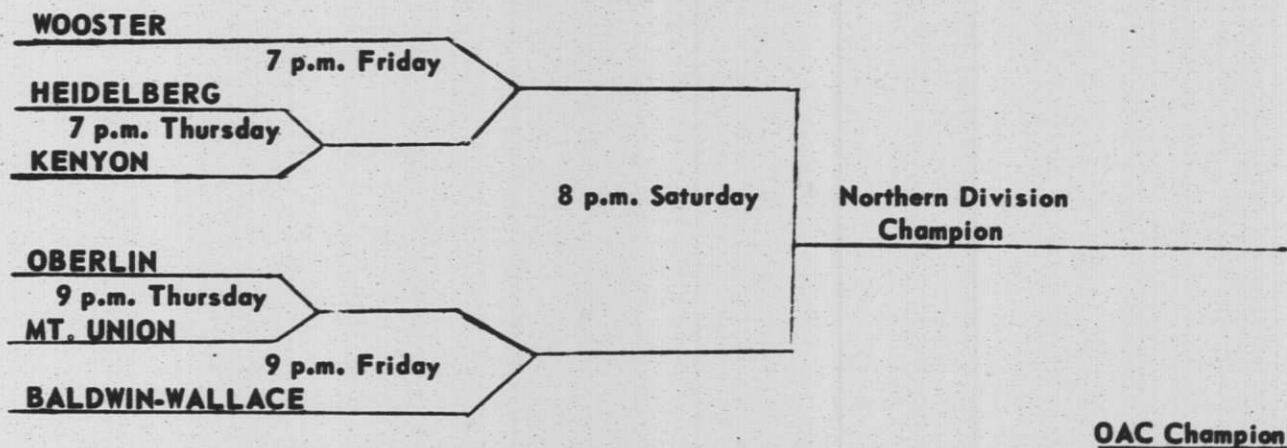 WOOSTER
7 p.m. Friday
HEIDELBERG
7 p.m. Thursday
KENYON
8 p.m. Saturday
Northern Division
Champion
OBERLIN
9 p.m. Thursday
MT. UNION
9 p.m. Friday
BALDWIN-WALLACE
OAC Champion